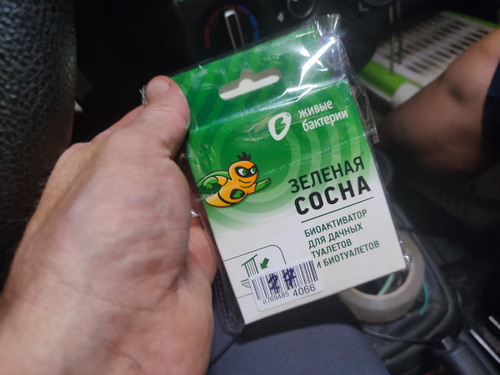 живые
бактерии
ЗЕЛЕНАЯ
СОСНА
БИОАКТИВАТОР
ДЛЯ ДАЧНЫХ
ТУАЛЕТОВ
И БИОТУАЛЕТОВ
4066